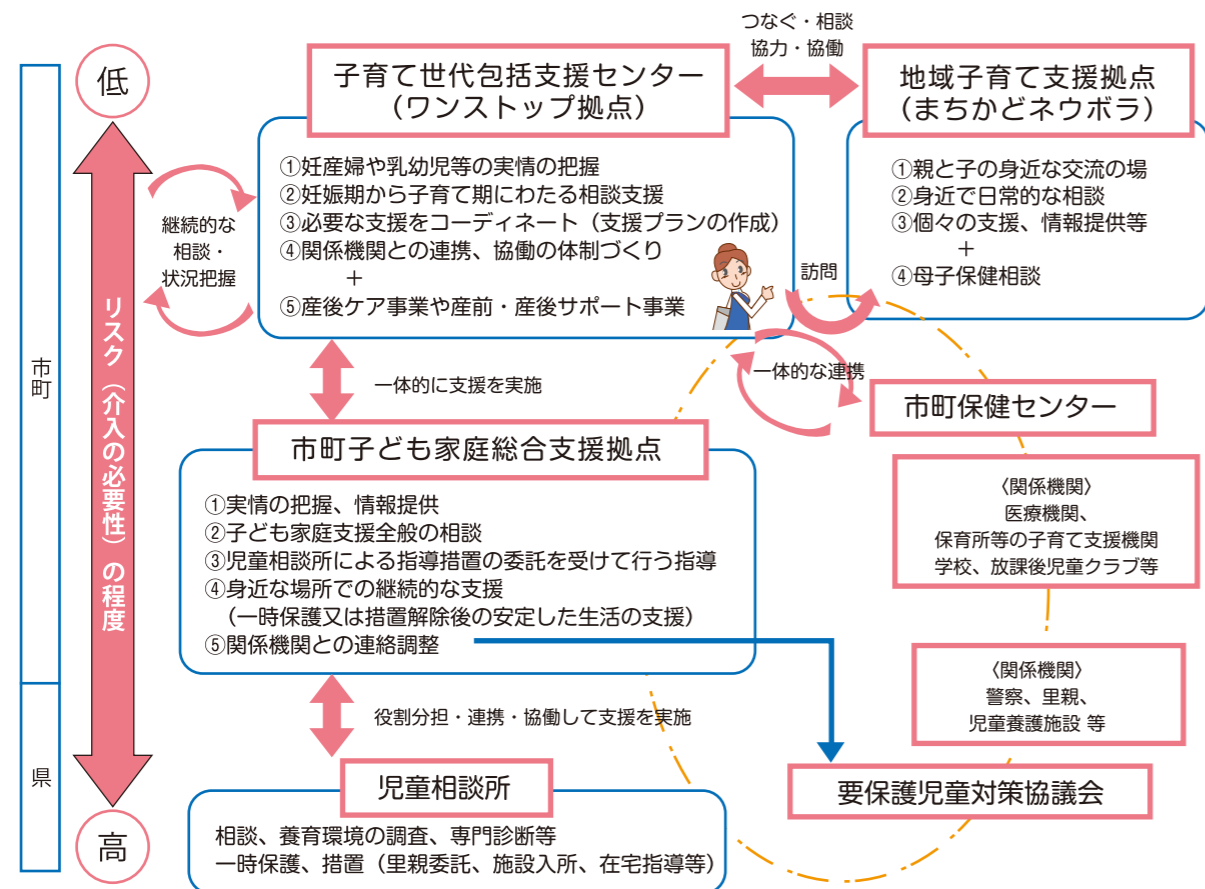 つなぐ・相談
協力・協働
低
子育て世代包括支援センター
（ワンストップ拠点）
地域子育て支援拠点
（まちかどネウボラ）
①妊産婦や乳幼児等の実情の把握
②妊娠期から子育て期にわたる相談支援
③必要な支援をコーディネート（支援プランの作成）
④関係機関との連携、協働の体制づくり
＋
⑤産後ケア事業や産前・産後サポート事業
①親と子の身近な交流の場
②身近で日常的な相談
③個々の支援、情報提供等
＋
④母子保健相談
継続的な
相談・
状況把握
訪問
リスク（介入の必要性）の程度
市町
一体的に支援を実施
一体的な連携
市町保健センター
市町子ども家庭総合支援拠点
①実情の把握、情報提供
②子ども家庭支援全般の相談
③児童相談所による指導措置の委託を受けて行う指導
④身近な場所での継続的な支援
（一時保護又は措置解除後の安定した生活の支援）
⑤関係機関との連絡調整
〈関係機関〉
医療機関、
保育所等の子育て支援機関
学校、放課後児童クラブ等
〈関係機関〉
警察、里親、
児童養護施設 等
役割分担・連携・協働して支援を実施
県
児童相談所
要保護児童対策協議会
高
相談、養育環境の調査、専門診断等
一時保護、措置（里親委託、施設入所、在宅指導等）